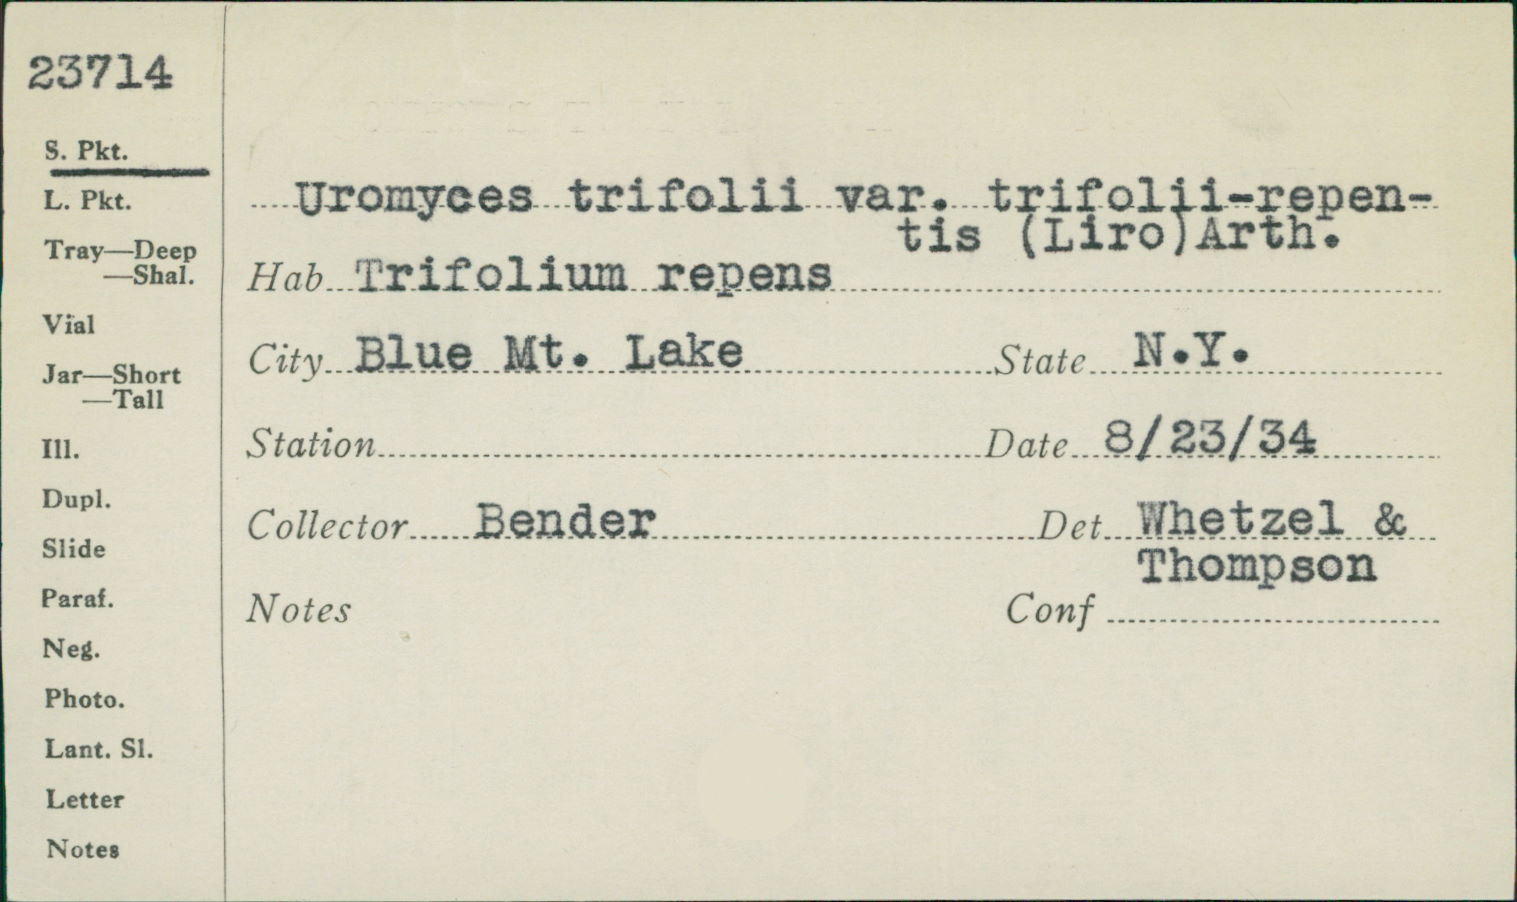 23714
S. Pkt.
L. Pkt.
Tray—Deep
—Shal.
Vial
Jar—Short
—Tall
Ill.
Dupl.
Slide
Paraf.
Neg.
Photo.
Lant. Sl.
Letter
Notes
Uromyces trifolii var. trifolii-repen-
tis (Liro)Arth.
Hab Trifolium repens
City Blue Mt. Lake State N.Y.
Station Date 8/23/34
Collector Bender Det Whetzel &
Thompson
Notes Conf